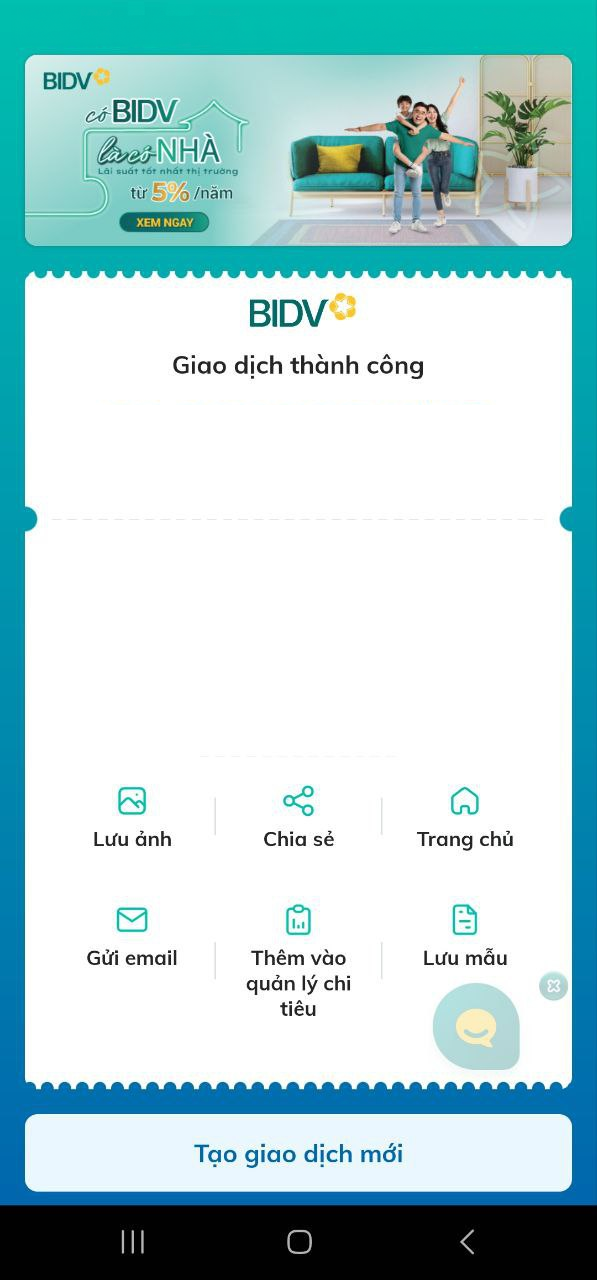 BIDV
có BIDV
là có NHÀ
Lãi suất tốt nhất thị trường
từ 5% /năm
XEM NGAY
BIDV
Giao dịch thành công
Lưu ảnh
Chia sẻ
Trang chủ
Gửi email
Thêm vào
quản lý chi
tiêu
Lưu mẫu
Tạo giao dịch mới